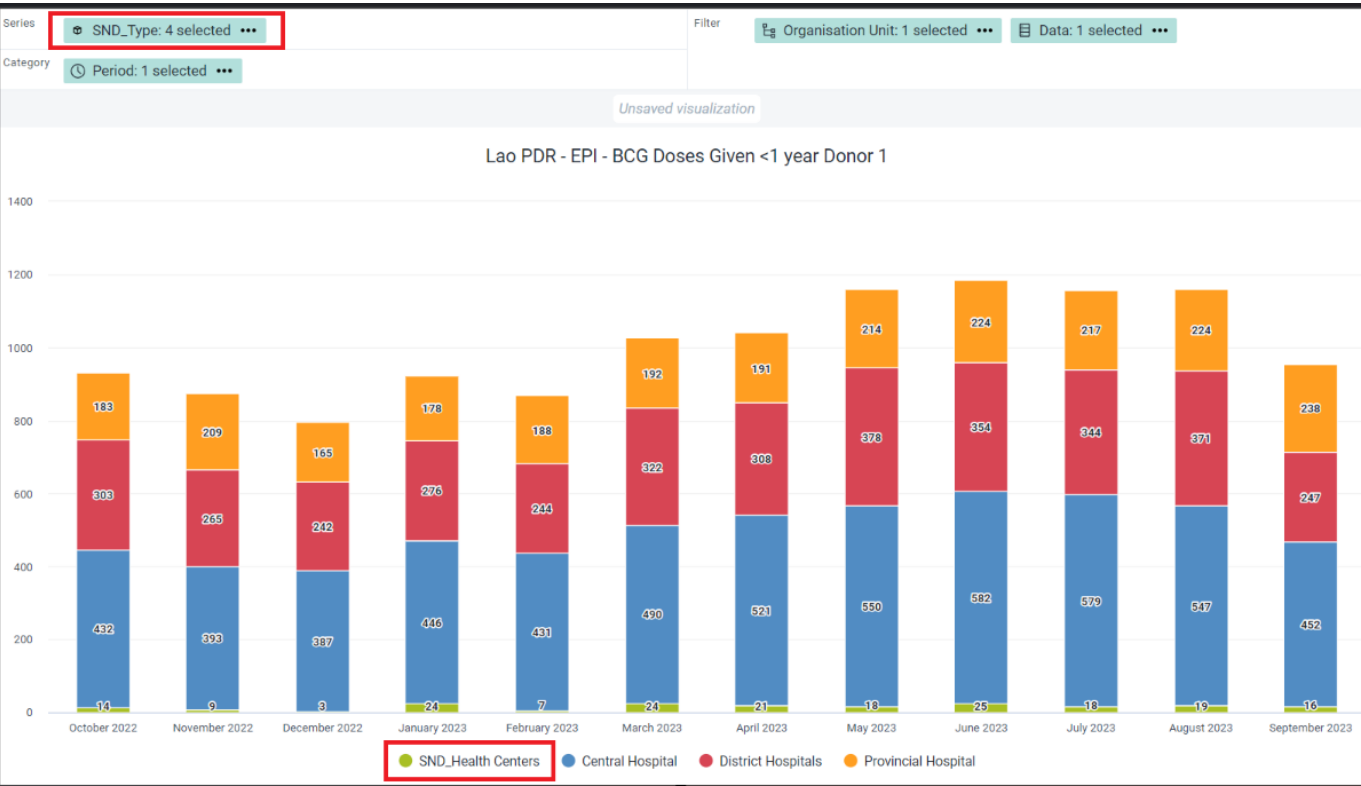 Series
SND_Type: 4 selected •••
Filter
Organisation Unit: 1 selected •••
Data: 1 selected •••
Category
Period: 1 selected •••
Unsaved visualization
Lao PDR - EPI - BCG Doses Given <1 year Donor 1
1400
1200
1000
800
600
400
200
0
183 209 165 178 188 192 191 214 224 217 224 238
303 265 242 276 244 322 308 378 354 344 371 247
432 393 387 446 431 490 521 550 582 579 547 452
14 9 3 24 7 24 21 18 25 18 19 16
October 2022 November 2022 December 2022 January 2023 February 2023 March 2023 April 2023 May 2023 June 2023 July 2023 August 2023 September 2023
SND_Health Centers Central Hospital District Hospitals Provincial Hospital